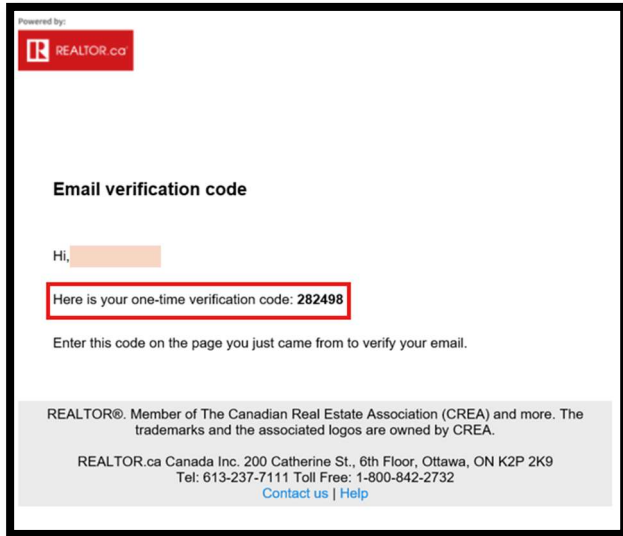 Powered by:
REALTOR.ca
Email verification code
Hi,
Here is your one-time verification code: 282498
Enter this code on the page you just came from to verify your email.
REALTOR®. Member of The Canadian Real Estate Association (CREA) and more. The
trademarks and the associated logos are owned by CREA.
REALTOR.ca Canada Inc. 200 Catherine St., 6th Floor, Ottawa, ON K2P 2K9
Tel: 613-237-7111 Toll Free: 1-800-842-2732
Contact us | Help